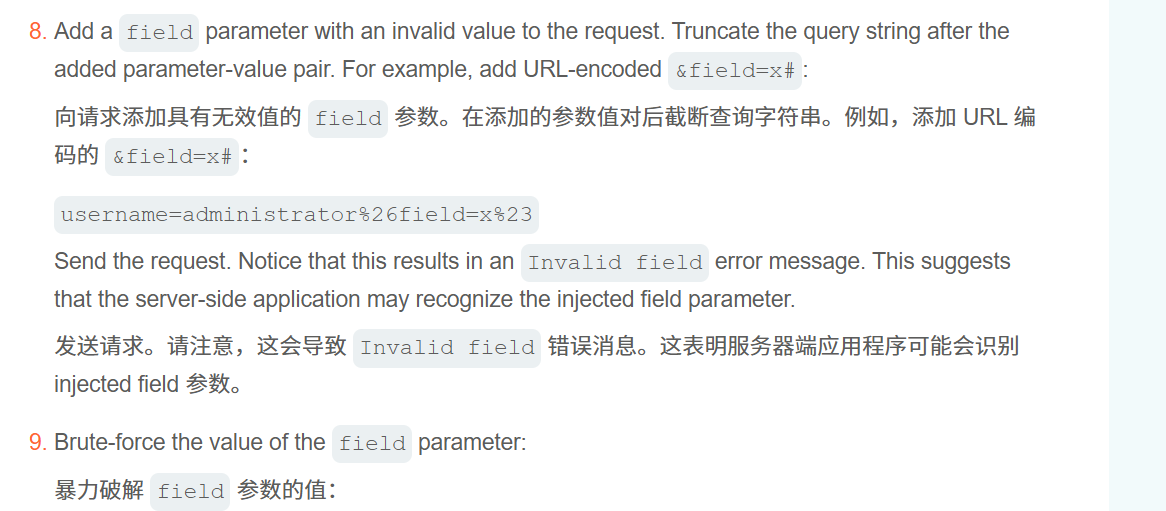 8. Add a field parameter with an invalid value to the request. Truncate the query string after the
added parameter-value pair. For example, add URL-encoded &field=x#:
向请求添加具有无效值的 field 参数。在添加的参数值对后截断查询字符串。例如，添加 URL 编
码的 &field=x#：
username=administrator%26field=x%23
Send the request. Notice that this results in an Invalid field error message. This suggests
that the server-side application may recognize the injected field parameter.
发送请求。请注意，这会导致 Invalid field 错误消息。这表明服务器端应用程序可能会识别
injected field 参数。
9. Brute-force the value of the field parameter:
暴力破解 field 参数的值：